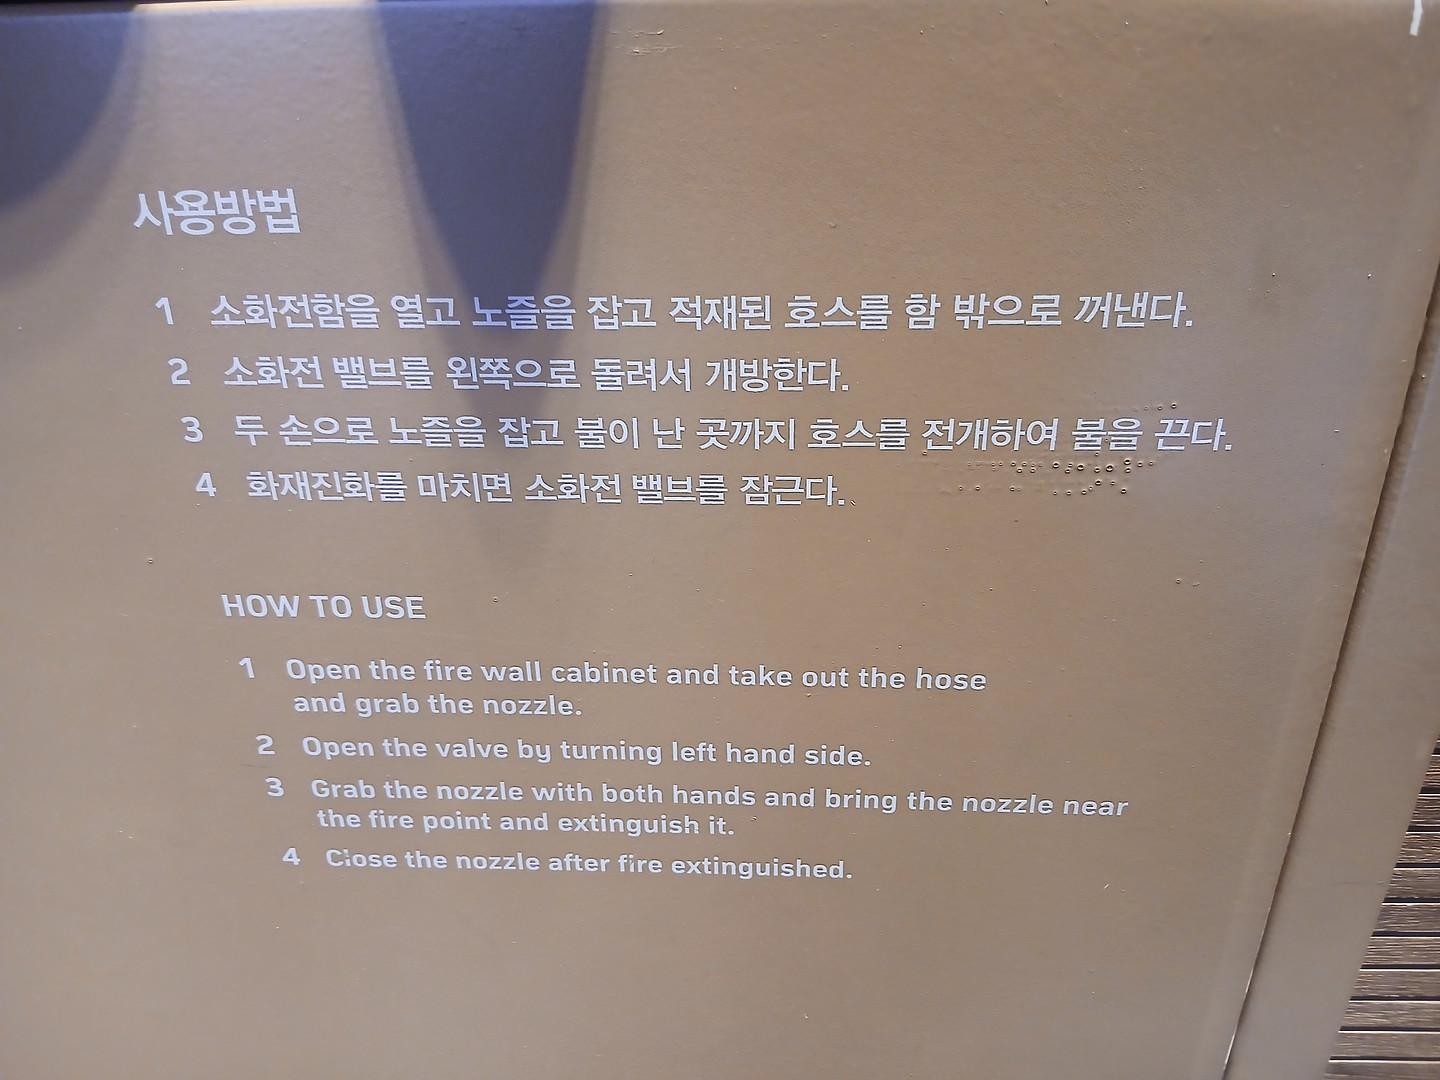 사용방법
1 소화전함을 열고 노즐을 잡고 적재된 호스를 함 밖으로 꺼낸다.
2 소화전 밸브를 왼쪽으로 돌려서 개방한다.
3 두 손으로 노즐을 잡고 불이 난 곳까지 호스를 전개하여 불을 끈다.
4 화재진화를 마치면 소화전 밸브를 잠근다.
HOW TO USE
1 Open the fire wall cabinet and take out the hose
and grab the nozzle.
2 Open the valve by turning left hand side.
3 Grab the nozzle with both hands and bring the nozzle near
the fire point and extinguish it.
4 Close the nozzle after fire extinguished.